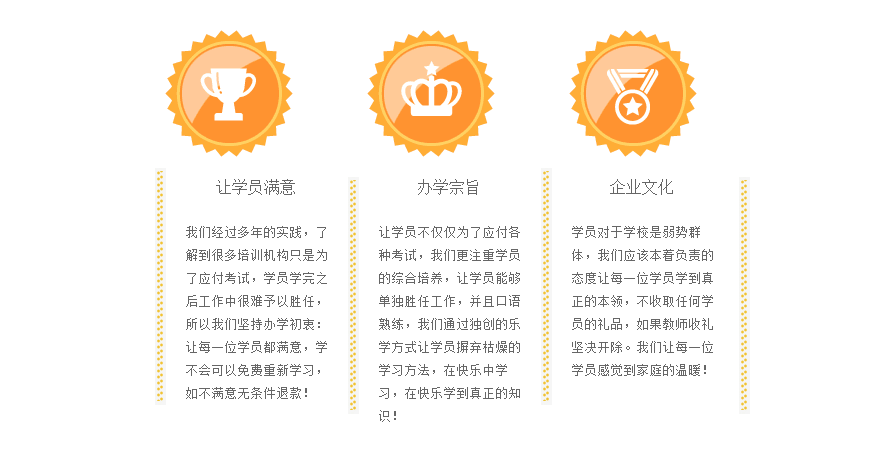 让学员满意
我们经过多年的实践，了
解到很多培训机构只是为
了应付考试，学员学完之
后工作中很难予以胜任，
所以我们坚持办学初衷：
让每一位学员都满意，学
不会可以免费重新学习，
如不满意无条件退款！
办学宗旨
让学员不仅仅为了应付各
种考试，我们更注重学员
的综合培养，让学员能够
单独胜任工作，并且口语
熟练，我们通过独创的乐
学方式让学员摒弃枯燥的
学习方法，在快乐中学
习，在快乐学到真正的知
识！
企业文化
学员对于学校是弱势群
体，我们应该本着负责的
态度让每一位学员学到真
正的本领，不收取任何学
员的礼品，如果教师收礼
坚决开除。我们让每一位
学员感觉到家庭的温暖！